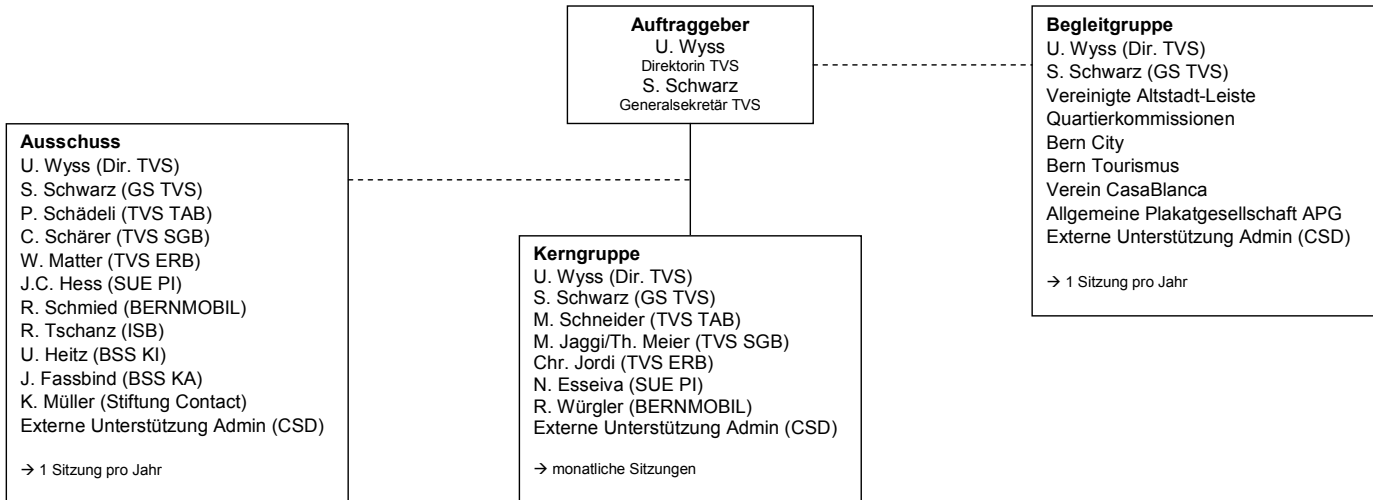 Auftraggeber
U. Wyss
Direktorin TVS
S. Schwarz
Generalsekretär TVS
Begleitgruppe
U. Wyss (Dir. TVS)
S. Schwarz (GS TVS)
Vereinigte Altstadt-Leiste
Quartierkommissionen
Bern City
Bern Tourismus
Verein CasaBlanca
Allgemeine Plakatgesellschaft APG
Externe Unterstützung Admin (CSD)
→ 1 Sitzung pro Jahr
Ausschuss
U. Wyss (Dir. TVS)
S. Schwarz (GS TVS)
P. Schädeli (TVS TAB)
C. Schärer (TVS SGB)
W. Matter (TVS ERB)
J.C. Hess (SUE PI)
R. Schmied (BERNMOBIL)
R. Tschanz (ISB)
U. Heitz (BSS KI)
J. Fassbind (BSS KA)
K. Müller (Stiftung Contact)
Externe Unterstützung Admin (CSD)
→ 1 Sitzung pro Jahr
Kerngruppe
U. Wyss (Dir. TVS)
S. Schwarz (GS TVS)
M. Schneider (TVS TAB)
M. Jaggi/Th. Meier (TVS SGB)
Chr. Jordi (TVS ERB)
N. Esseiva (SUE PI)
R. Würgler (BERNMOBIL)
Externe Unterstützung Admin (CSD)
→ monatliche Sitzungen